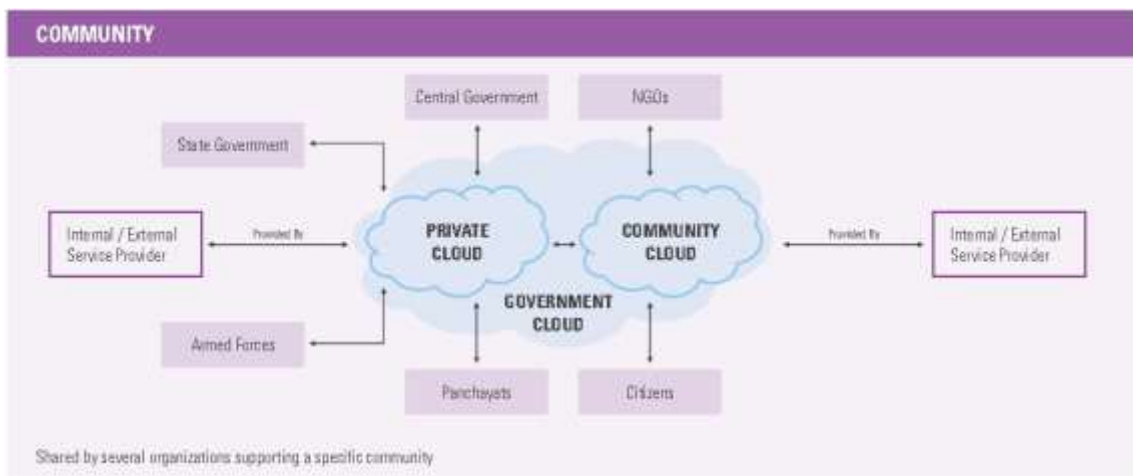 COMMUNITY
Central Government
NGOs
State Government
Internal / External
Service Provider
Provided By
PRIVATE
CLOUD
COMMUNITY
CLOUD
Provided By
Internal / External
Service Provider
GOVERNMENT
CLOUD
Armed Forces
Panchayats
Citizens
Shared by several organizations supporting a specific community